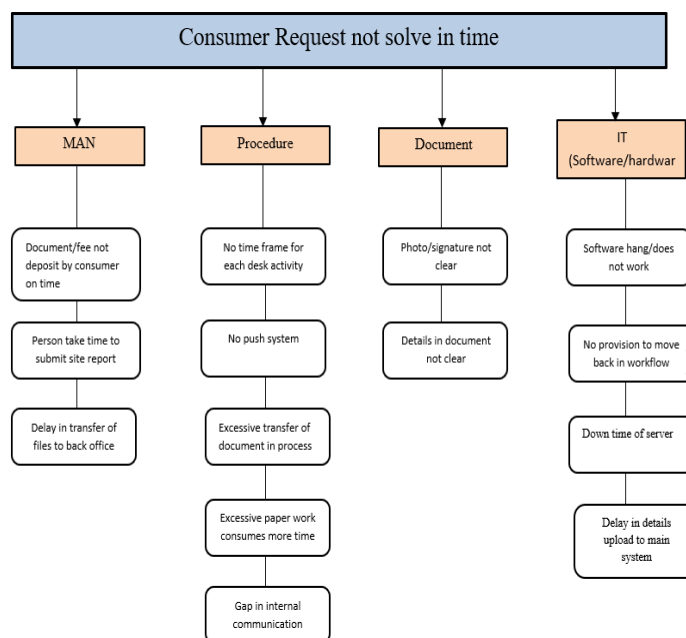 Consumer Request not solve in time
MAN
Document/fee not
deposit by consumer
on time
Person take time to
submit site report
Delay in transfer of
files to back office
Procedure
No time frame for
each desk activity
No push system
Excessive transfer of
document in process
Excessive paper work
consumes more time
Gap in internal
communication
Document
Photo/signature not
clear
Details in document
not clear
IT
(Software/hardwar
Software hang/does
not work
No provision to move
back in workflow
Down time of server
Delay in details
upload to main
system